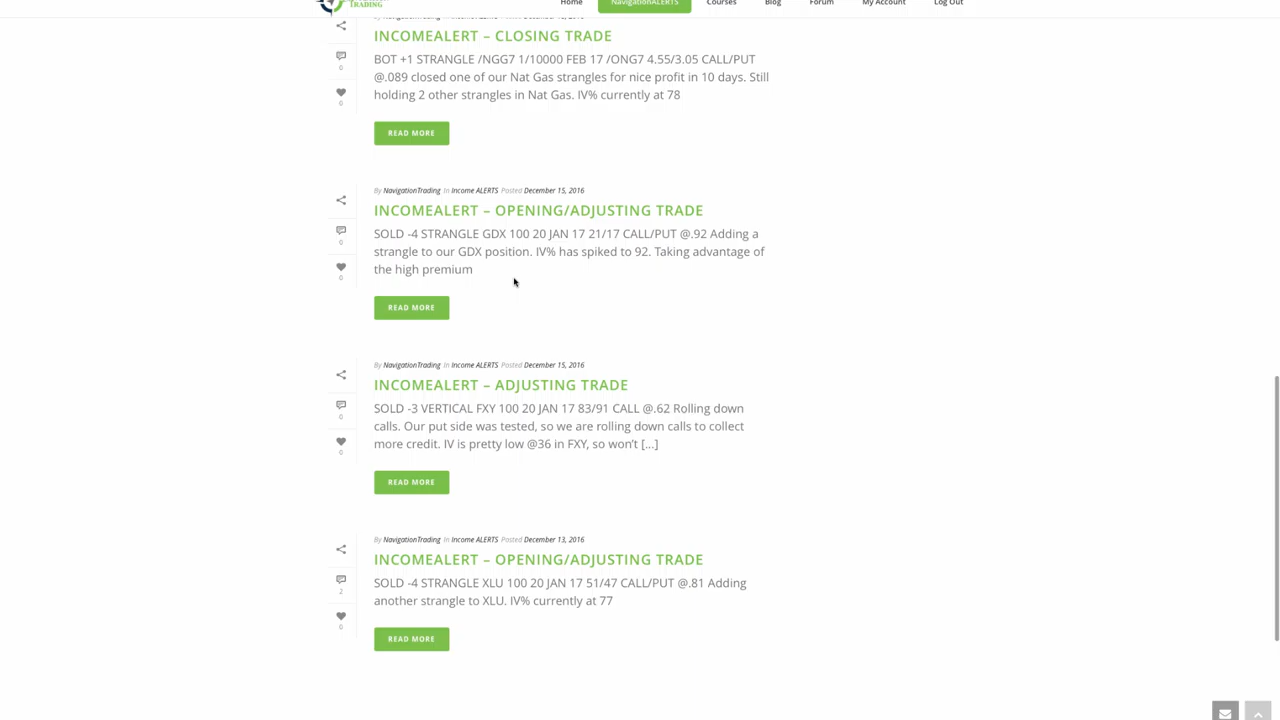 TRADING
Home
NavigationALERTS
Courses
Blog
Forum
My Account
Log Out
INCOMEALERT – CLOSING TRADE
BOT +1 STRANGLE /NGG7 1/10000 FEB 17 /ONG7 4.55/3.05 CALL/PUT
@.089 closed one of our Nat Gas strangles for nice profit in 10 days. Still
holding 2 other strangles in Nat Gas. IV% currently at 78
0
0
READ MORE
By NavigationTrading In Income ALERTS Posted December 15, 2016
INCOMEALERT – OPENING/ADJUSTING TRADE
SOLD -4 STRANGLE GDX 100 20 JAN 17 21/17 CALL/PUT @.92 Adding a
strangle to our GDX position. IV% has spiked to 92. Taking advantage of
the high premium
0
0
READ MORE
By NavigationTrading In Income ALERTS Posted December 15, 2016
INCOMEALERT – ADJUSTING TRADE
SOLD -3 VERTICAL FXY 100 20 JAN 17 83/91 CALL @.62 Rolling down
calls. Our put side was tested, so we are rolling down calls to collect
more credit. IV is pretty low @36 in FXY, so won't [...]
0
0
READ MORE
By NavigationTrading In Income ALERTS Posted December 13, 2016
INCOMEALERT – OPENING/ADJUSTING TRADE
SOLD -4 STRANGLE XLU 100 20 JAN 17 51/47 CALL/PUT @.81 Adding
another strangle to XLU. IV% currently at 77
2
0
READ MORE